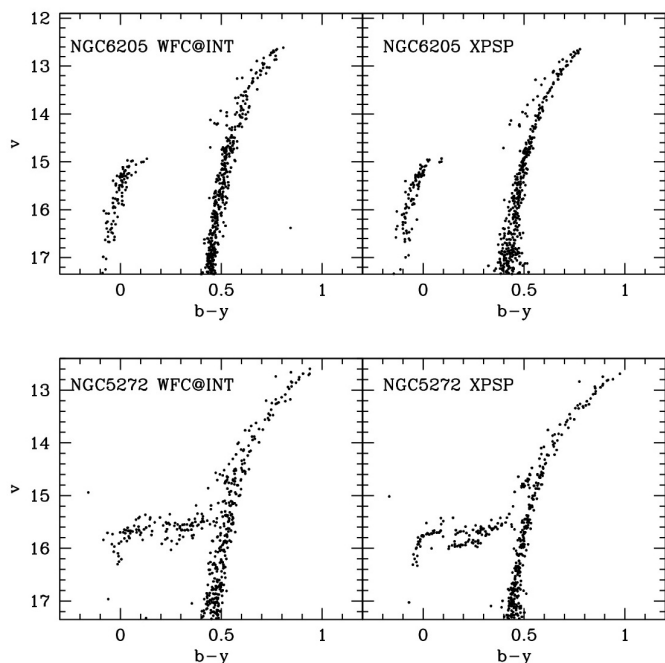 12
NGC6205 WFC@INT
NGC6205 XPSP
13
14
v
15
16
17
0 0.5 1 0 0.5 1
b-y b-y
NGC5272 WFC@INT
NGC5272 XPSP
13
14
v
15
16
17
0 0.5 1 0 0.5 1
b-y b-y